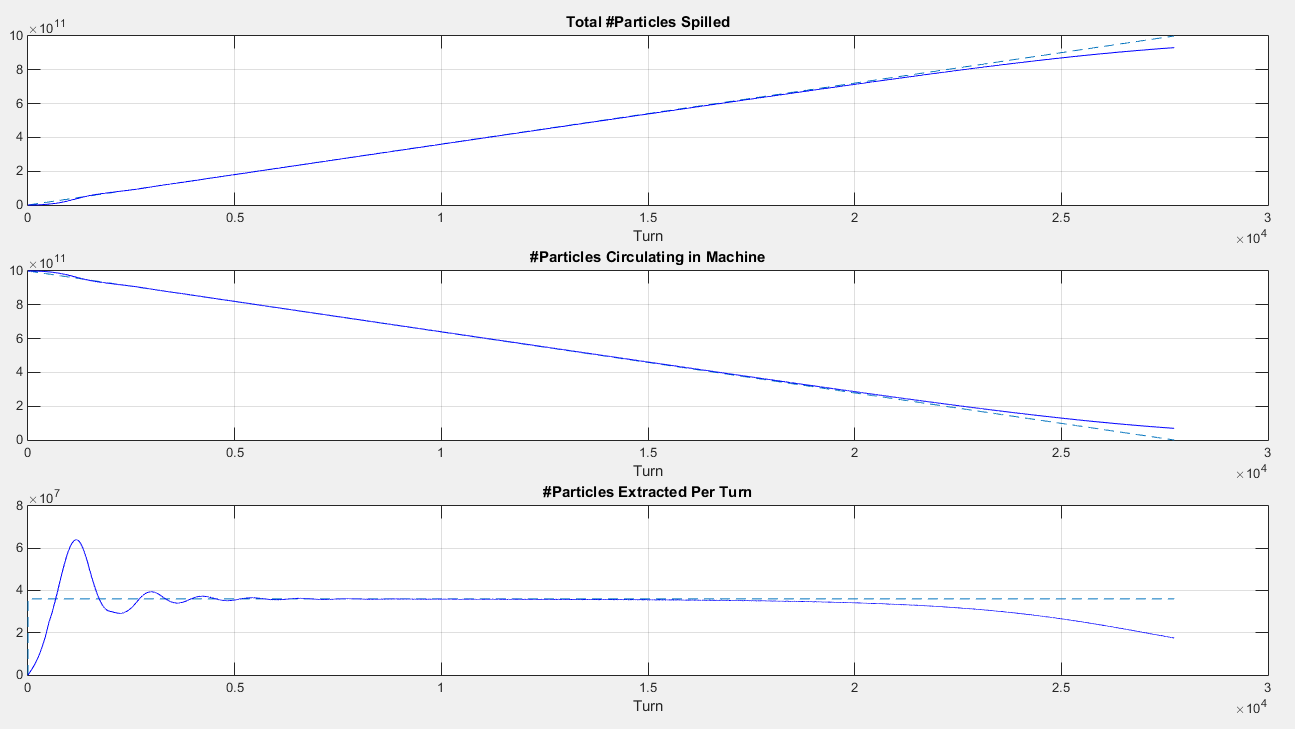 Total #Particles Spilled
×10^11
10
8
6
4
2
0
0 0.5 1 1.5 2 2.5 3
Turn
×10^4
#Particles Circulating in Machine
×10^11
10
8
6
4
2
0
0 0.5 1 1.5 2 2.5 3
Turn
×10^4
#Particles Extracted Per Turn
×10^7
8
6
4
2
0
0 0.5 1 1.5 2 2.5 3
Turn
×10^4